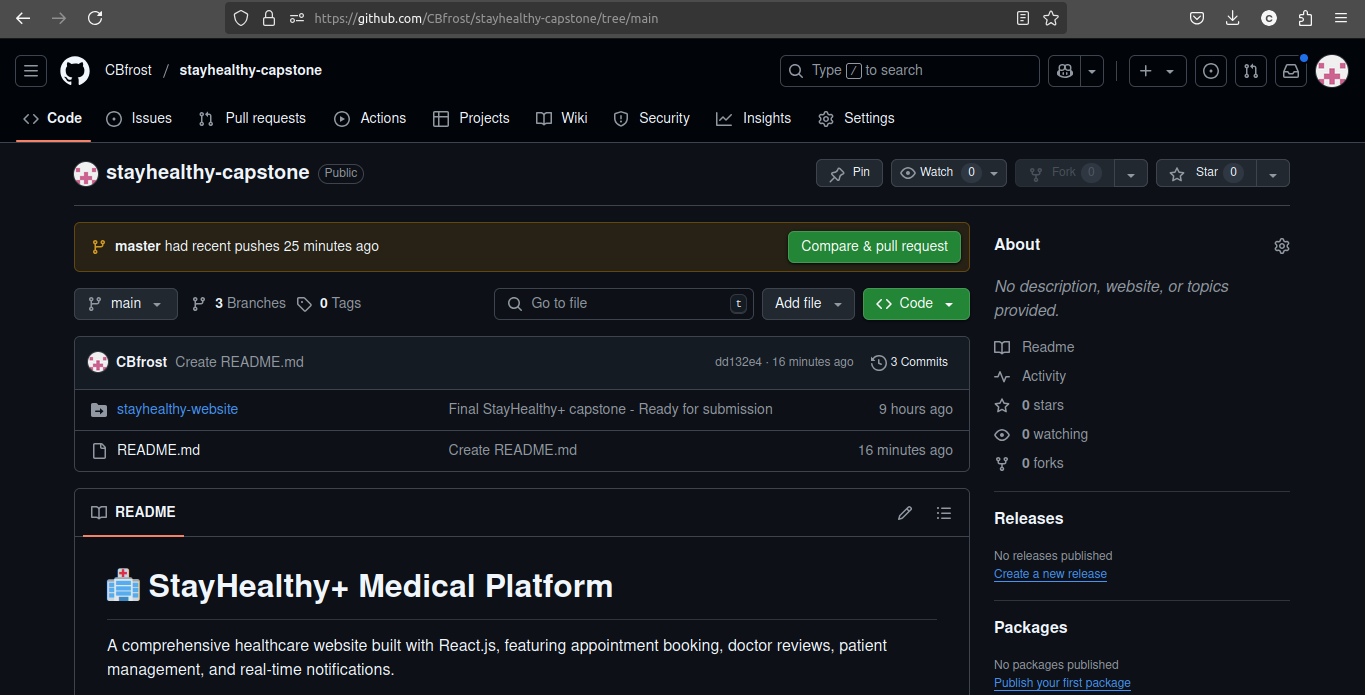 https://github.com/CBfrost/stayhealthy-capstone/tree/main
C
CBfrost / stayhealthy-capstone
Type / to search
Code Issues Pull requests Actions Projects Wiki Security Insights Settings
stayhealthy-capstone Public
Pin Watch 0 Fork 0 Star 0
master had recent pushes 25 minutes ago Compare & pull request
main 3 Branches 0 Tags Go to file t Add file <> Code
CBfrost Create README.md dd132e4 · 16 minutes ago 3 Commits
stayhealthy-website Final StayHealthy+ capstone - Ready for submission 9 hours ago
README.md Create README.md 16 minutes ago
README
StayHealthy+ Medical Platform
A comprehensive healthcare website built with React.js, featuring appointment booking, doctor reviews, patient
management, and real-time notifications.
About
No description, website, or topics
provided.
Readme
Activity
0 stars
0 watching
0 forks
Releases
No releases published
Create a new release
Packages
No packages published
Publish your first package